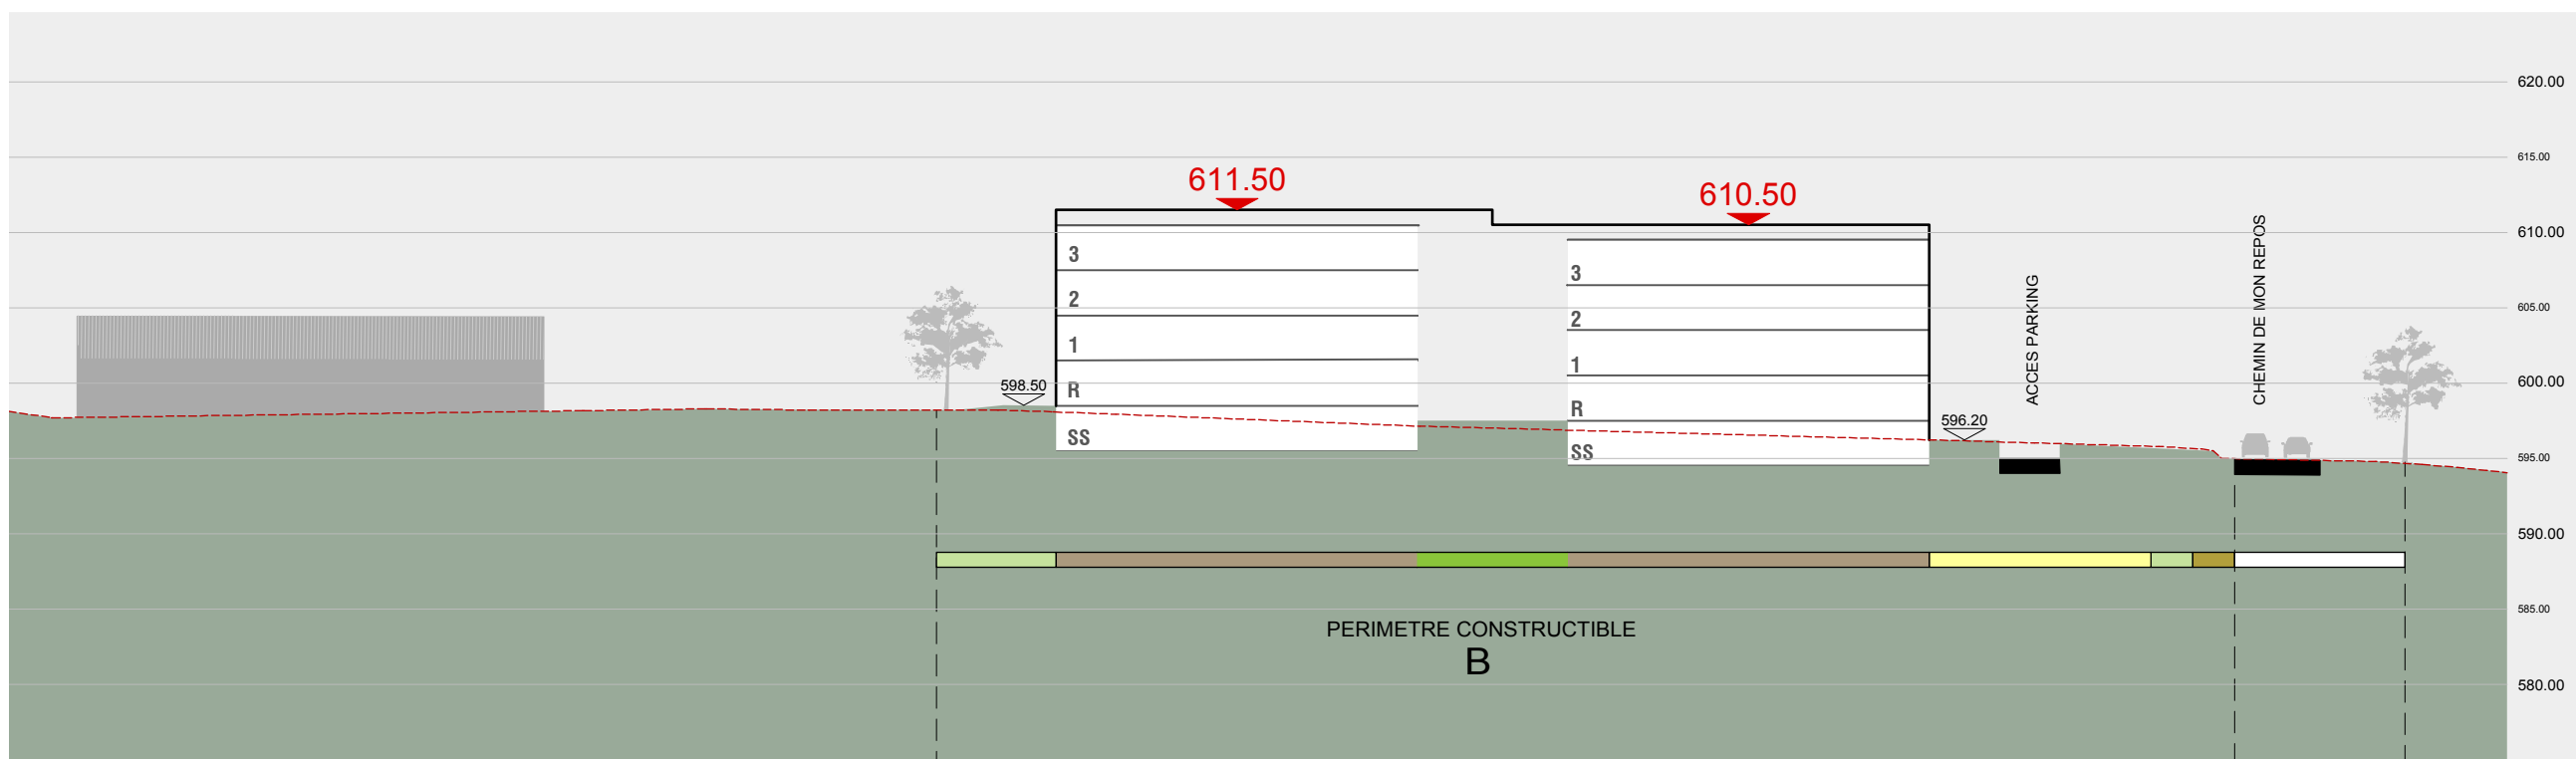 620.00
615.00
611.50
610.50
610.00
605.00
600.00
595.00
590.00
585.00
580.00
3
2
1
R
SS
3
2
1
R
SS
598.50
596.20
ACCES PARKING
CHEMIN DE MON REPOS
PERIMETRE CONSTRUCTIBLE
B